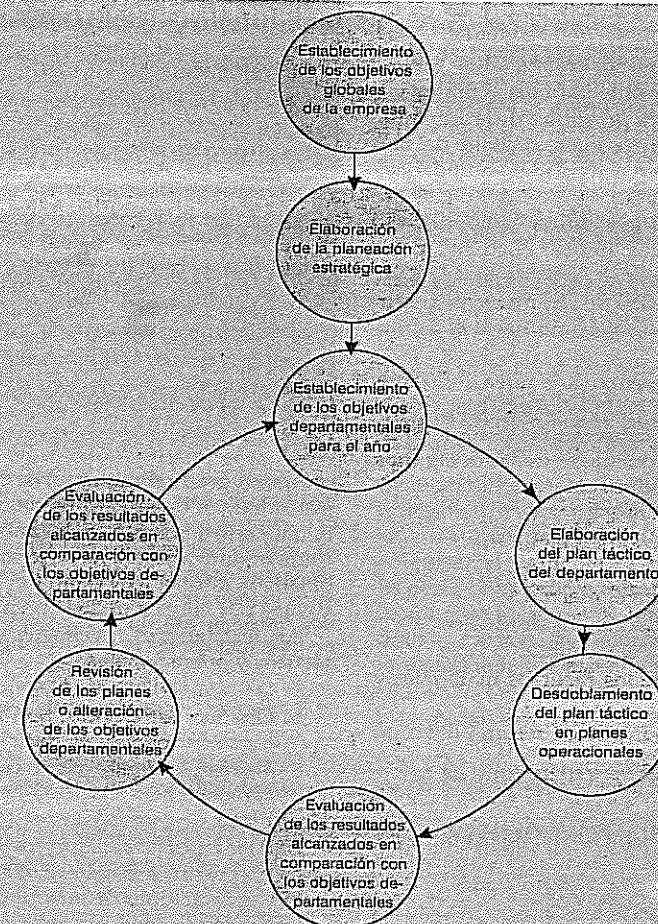 Establecimiento
de los objetivos
globales
de la empresa
Elaboración
de la planeación
estratégica
Establecimiento
de los objetivos
departamentales
para el año
Elaboración
del plan táctico
del departamento
Desdoblamiento
del plan táctico
en planes
operacionales
Evaluación
de los resultados
alcanzados en
comparación con
los objetivos de-
partamentales
Revisión
de los planes
o alteración
de los objetivos
departamentales
Evaluación
de los resultados
alcanzados en
comparación con
los objetivos de-
partamentales